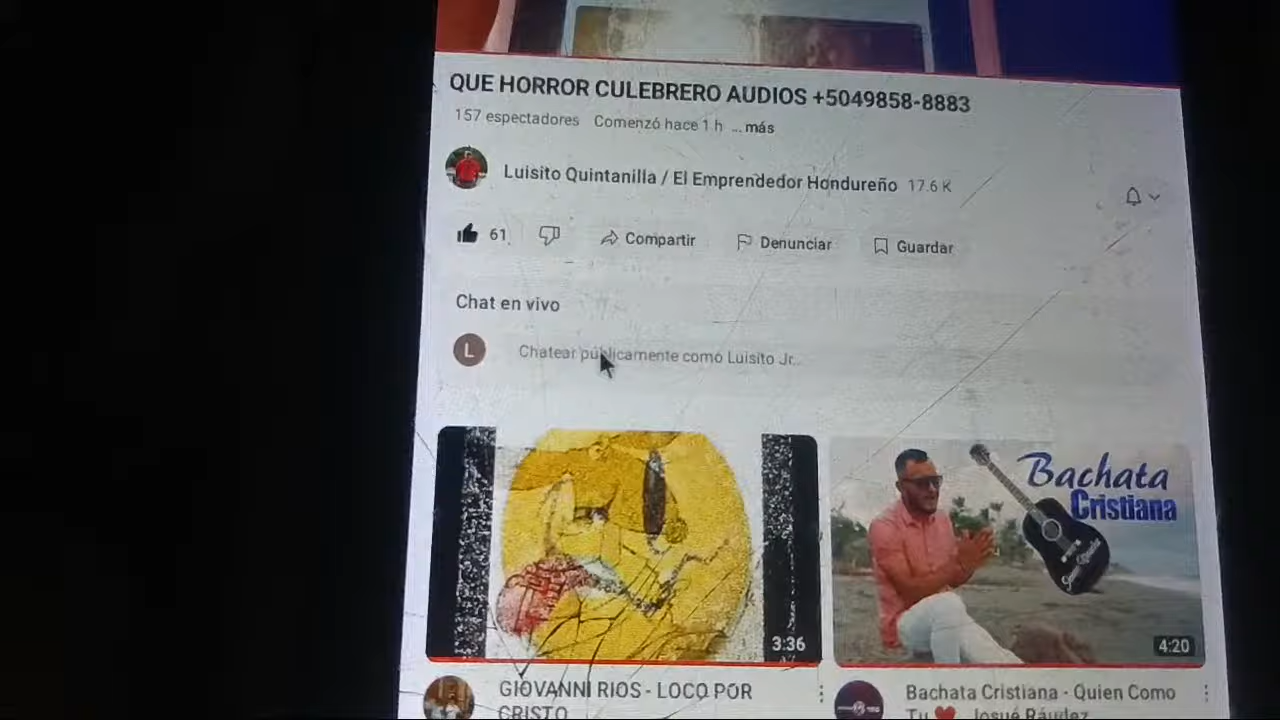 QUE HORROR CULEBRERO AUDIOS +5049858-8883
157 espectadores Comenzó hace 1 h ... más
Luisito Quintanilla / El Emprendedor Hondureño 17.6 K
61 Compartir Denunciar Guardar
Chat en vivo
L Chatear públicamente como Luisito Jr..
Bachata
Cristiana
3:36
4:20
GIOVANNI RIOS - LOCO POR
CRISTO
Bachata Cristiana - Quien Como
Tu ❤️ - Josué Ráudez